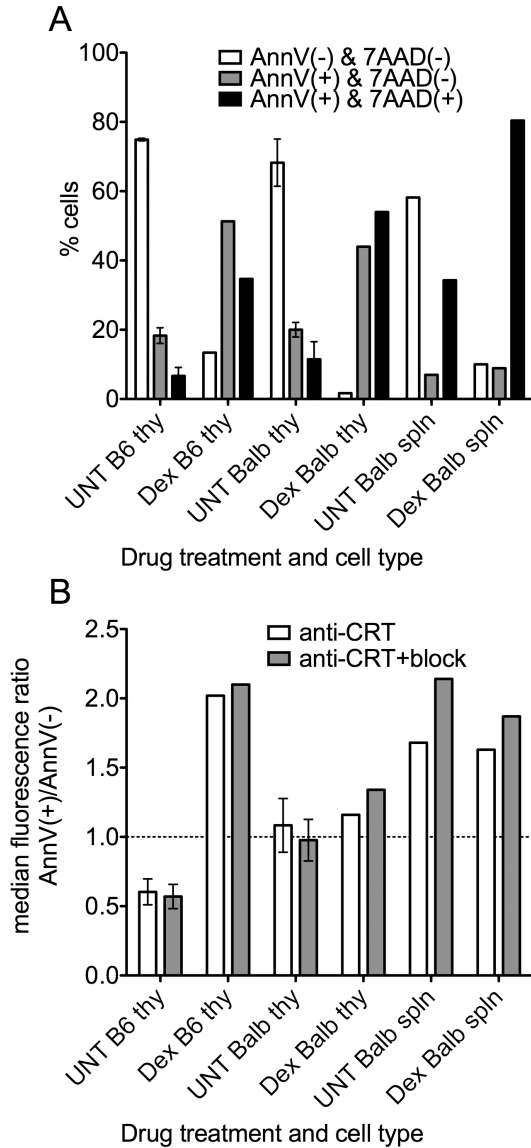 A
100
80
60
40
20
0
% cells
AnnV(-) & 7AAD(-)
AnnV(+) & 7AAD(-)
AnnV(+) & 7AAD(+)
UNT B6 thy
Dex B6 thy
UNT Balb thy
Dex Balb thy
UNT Balb spln
Dex Balb spln
Drug treatment and cell type
B
2.5
2.0
1.5
1.0
0.5
0.0
median fluorescence ratio
AnnV(+)/AnnV(-)
anti-CRT
anti-CRT+block
UNT B6 thy
Dex B6 thy
UNT Balb thy
Dex Balb thy
UNT Balb spln
Dex Balb spln
Drug treatment and cell type